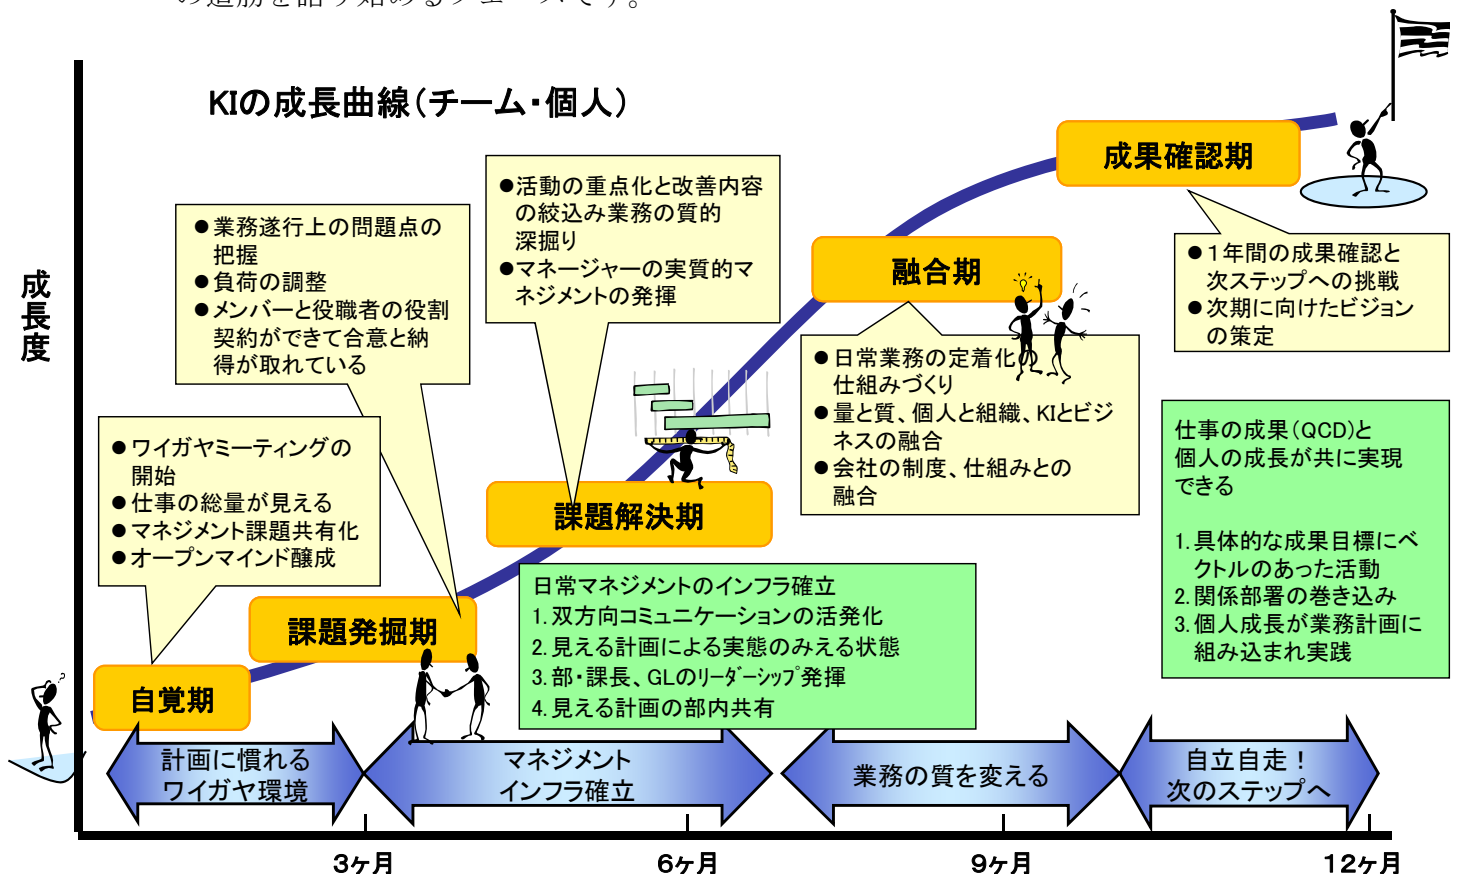 の道筋を語り始めるフェーズです。
KIの成長曲線（チーム・個人）
成長度
成果確認期
●１年間の成果確認と
次ステップへの挑戦
●次期に向けたビジョン
の策定
●活動の重点化と改善内容
の絞込み業務の質的
深掘り
●マネージャーの実質的マ
ネジメントの発揮
●業務遂行上の問題点の
把握
●負荷の調整
●メンバーと役職者の役割
契約ができて合意と納
得が取れている
融合期
●日常業務の定着化の
仕組みづくり
●量と質、個人と組織、KIとビジ
ネスの融合
●会社の制度、仕組みとの
融合
●ワイガヤミーティングの
開始
●仕事の総量が見える
●マネジメント課題共有化
●オープンマインド醸成
仕事の成果（QCD）と
個人の成長が共に実現
できる
1.具体的な成果目標にベ
クトルのあった活動
2.関係部署の巻き込み
3.個人成長が業務計画に
組み込まれ実践
課題解決期
日常マネジメントのインフラ確立
1.双方向コミュニケーションの活発化
2.見える計画による実態のみえる状態
3.部・課長、GLのﾘｰﾀﾞｰｼｯﾌﾟ発揮
4.見える計画の部内共有
課題発掘期
自覚期
計画に慣れる
ワイガヤ環境
マネジメント
インフラ確立
業務の質を変える
自立自走！
次のステップへ
3ヶ月
6ヶ月
9ヶ月
12ヶ月